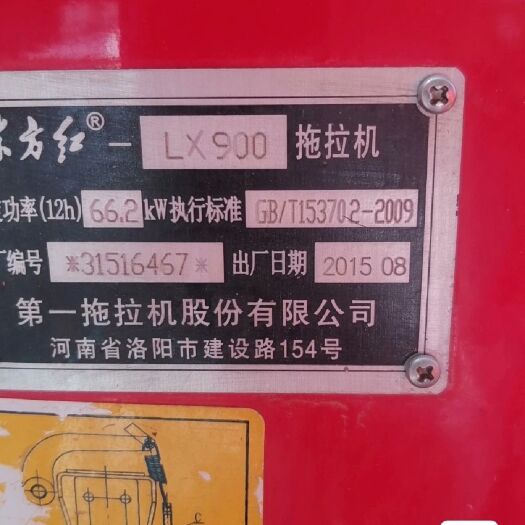 东方红®-LX900 拖拉机
功率(12h) 66.2 kW 执行标准 GB/T15370.2-2009
厂编号 *31516467* 出厂日期 2015 08
第一拖拉机股份有限公司
河南省洛阳市建设路154号